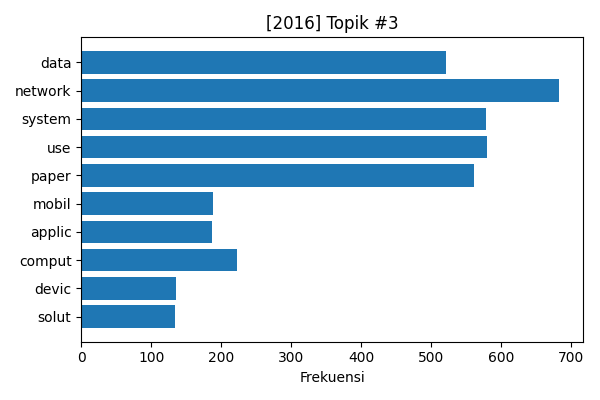 [2016] Topik #3
data
network
system
use
paper
mobil
applic
comput
devic
solut
0 100 200 300 400 500 600 700
Frekuensi